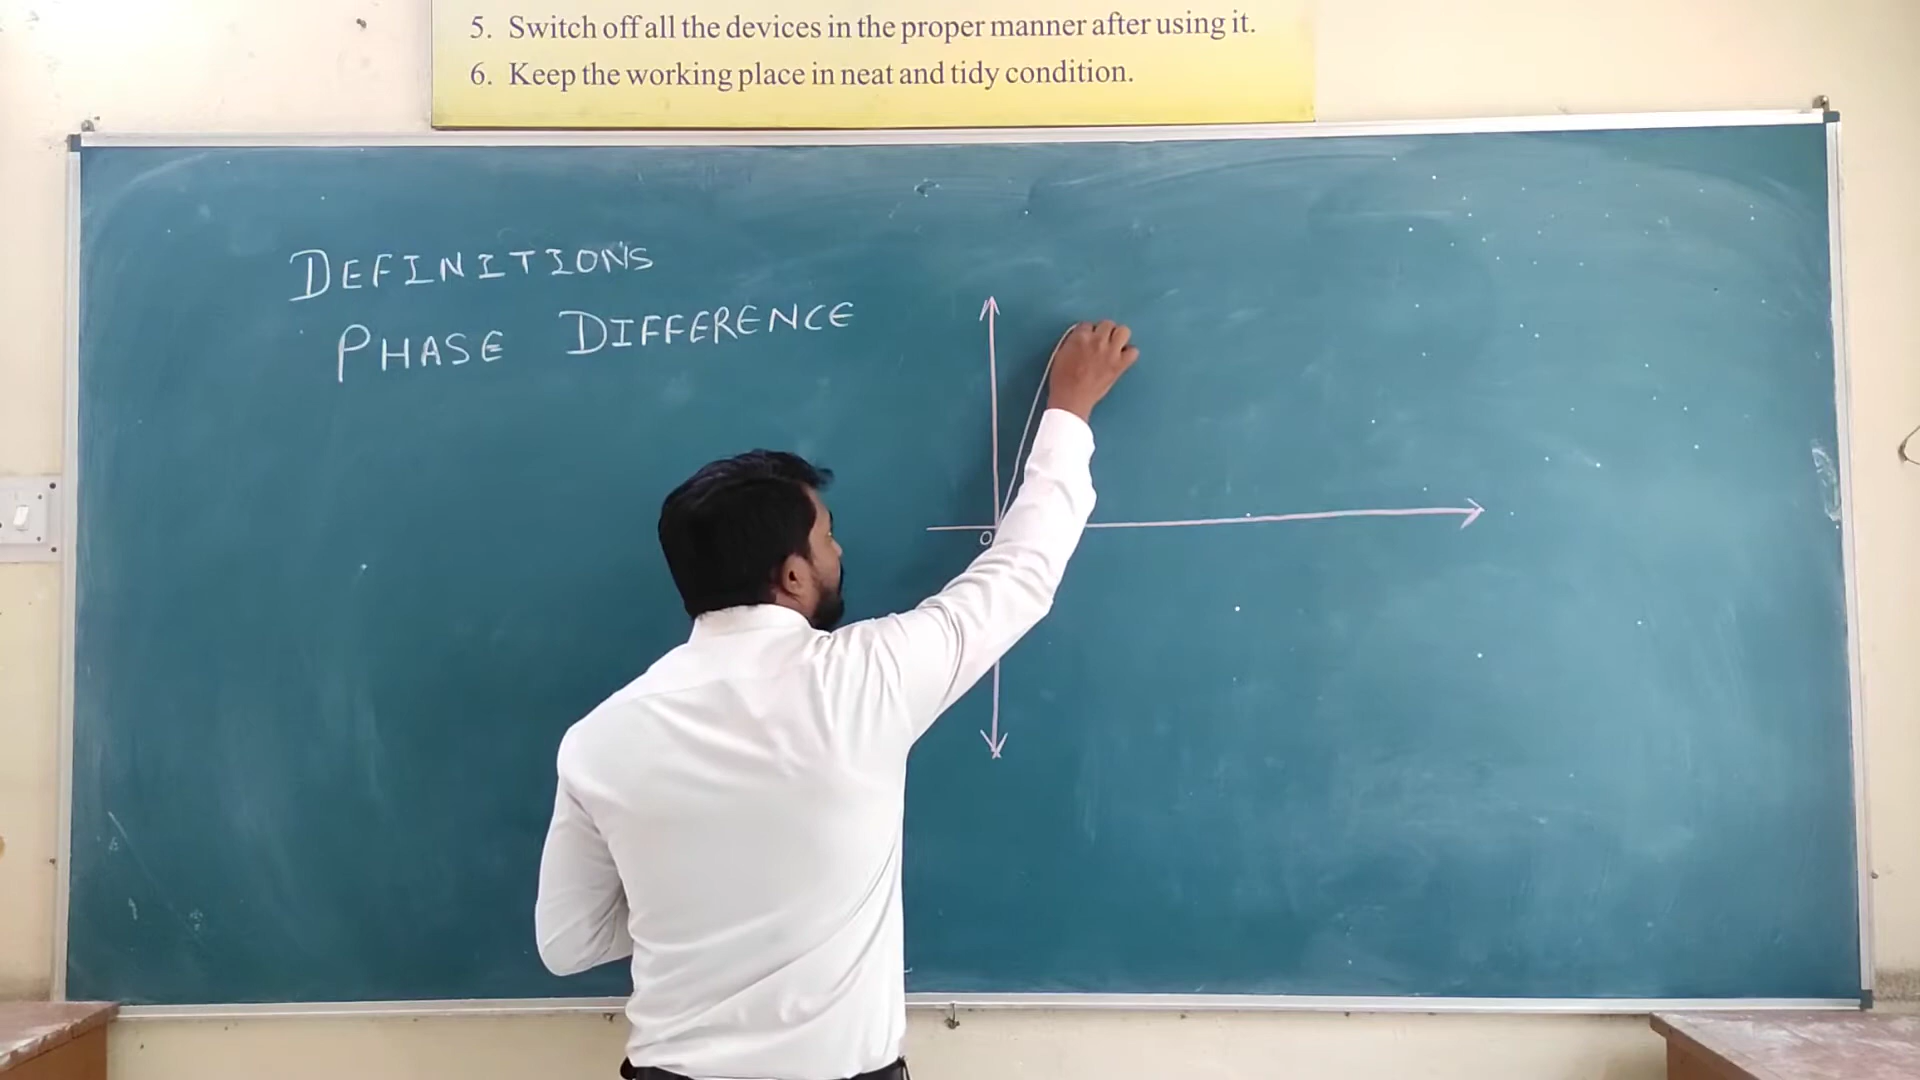 5. Switch off all the devices in the proper manner after using it.
6. Keep the working place in neat and tidy condition.
DEFINITIONS
PHASE DIFFERENCE
O